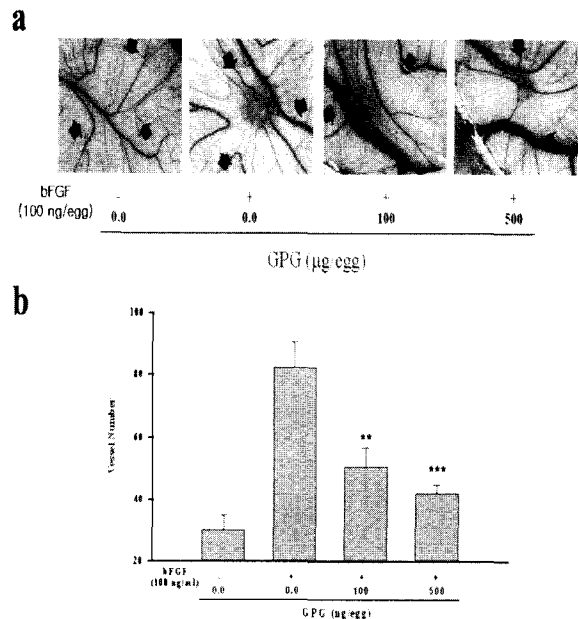 a
bFGF - + + +
(100 ng/egg) 0.0 0.0 100 500
GPG (µg/egg)
b
100
80
60
40
20
Vessel Number
**
***
bFGF - + + +
(100 ng/ml) 0.0 0.0 100 500
GPG (µg/egg)